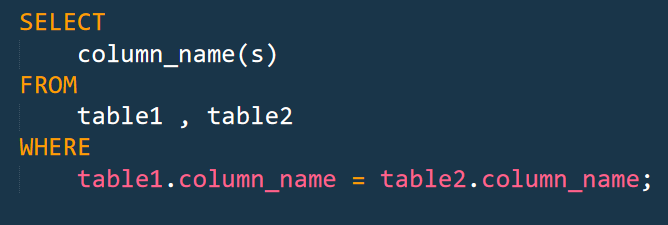 SELECT
column_name(s)
FROM
table1 , table2
WHERE
table1.column_name = table2.column_name;